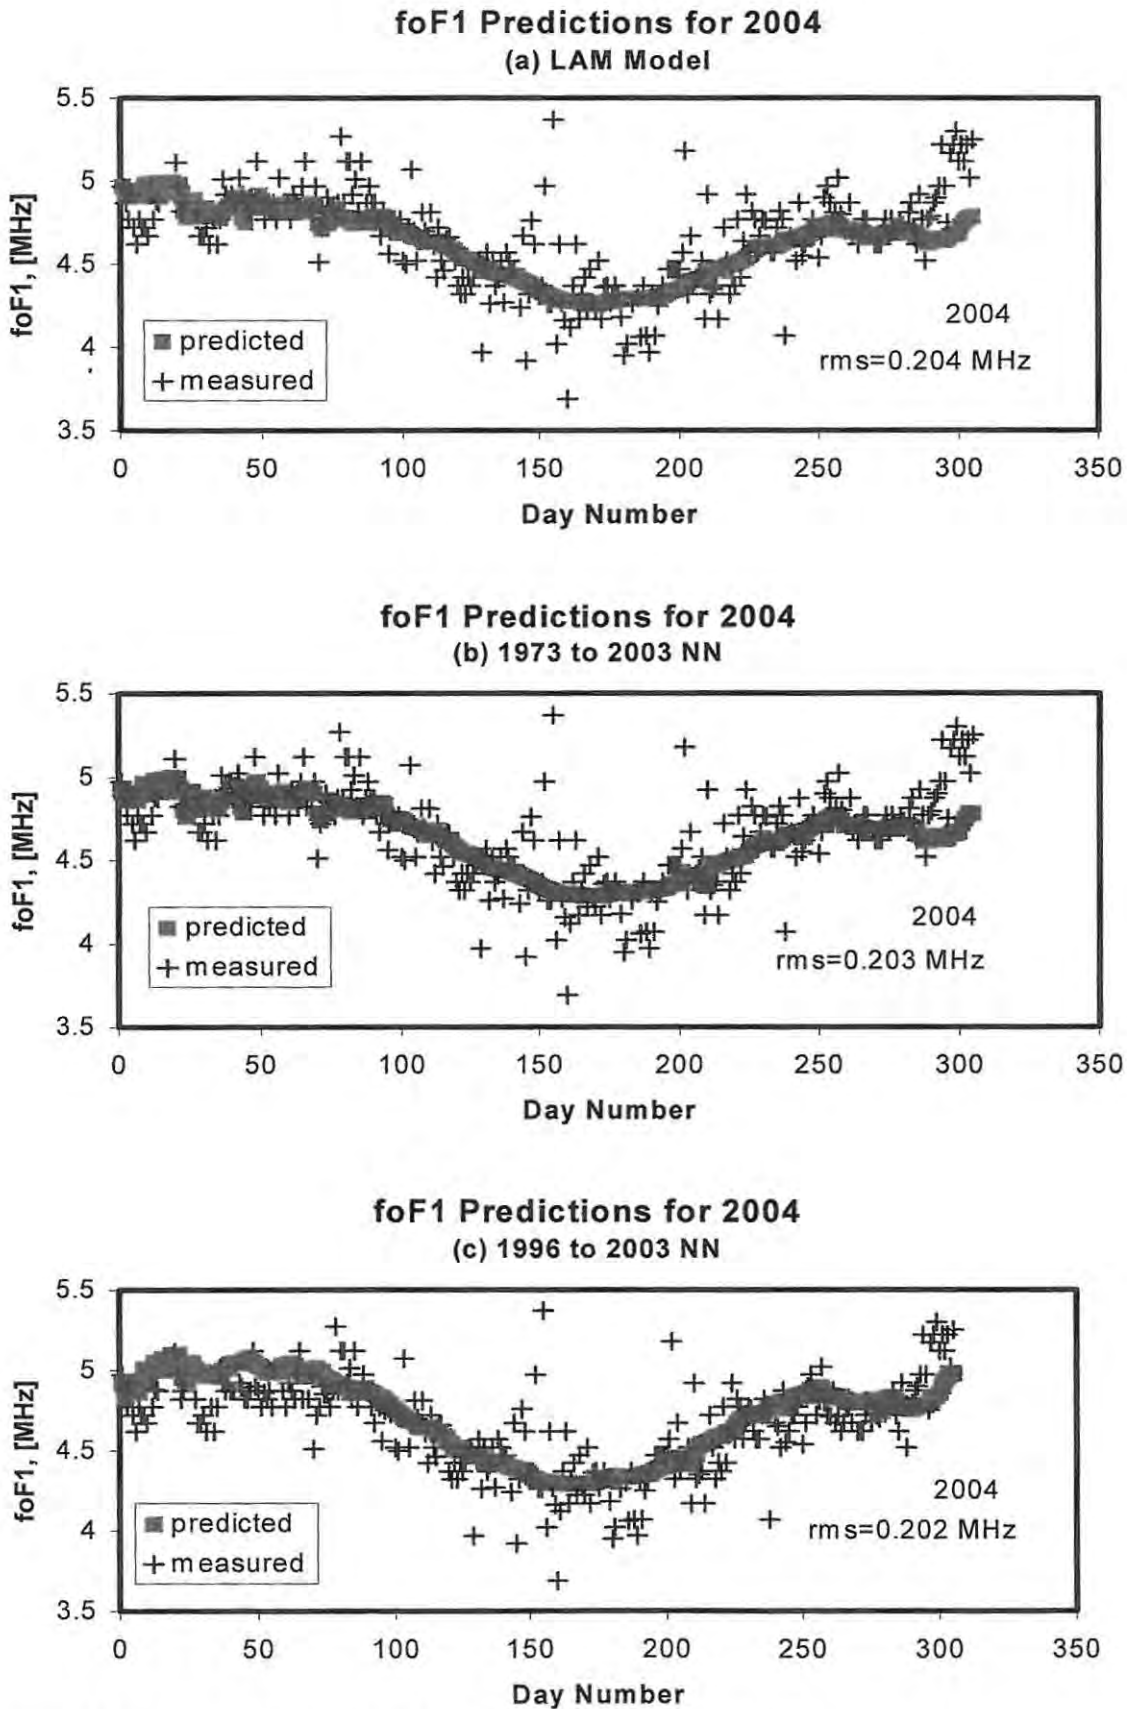 foF1 Predictions for 2004
(a) LAM Model
5.5
5
4.5
4
3.5
foF1, [MHz]
predicted
measured
2004
rms=0.204 MHz
0 50 100 150 200 250 300 350
Day Number
foF1 Predictions for 2004
(b) 1973 to 2003 NN
5.5
5
4.5
4
3.5
foF1, [MHz]
predicted
measured
2004
rms=0.203 MHz
0 50 100 150 200 250 300 350
Day Number
foF1 Predictions for 2004
(c) 1996 to 2003 NN
5.5
5
4.5
4
3.5
foF1, [MHz]
predicted
measured
2004
rms=0.202 MHz
0 50 100 150 200 250 300 350
Day Number